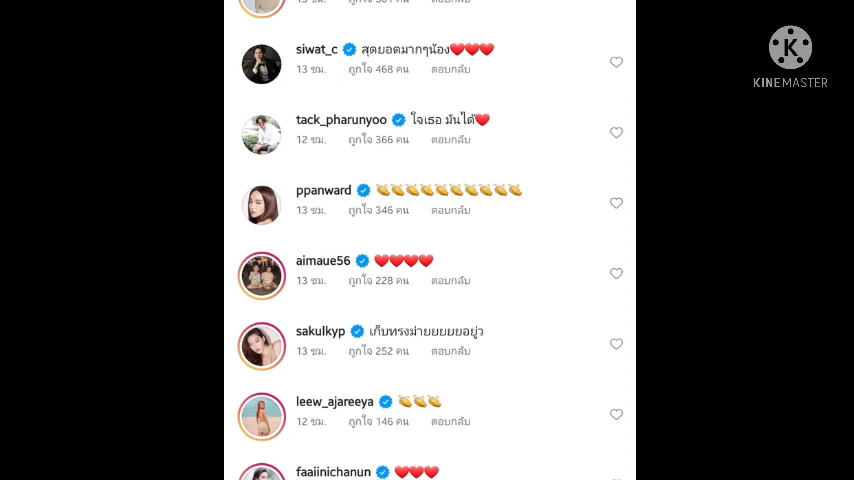 siwat_c สุดยอดมากๆน้อง❤️❤️❤️
13 ชม. ถูกใจ 468 คน ตอบกลับ
K
KINEMASTER
tack_pharunyoo ใจเธอ มันได้❤️
12 ชม. ถูกใจ 366 คน ตอบกลับ
ppanward 👏👏👏👏👏👏👏👏👏👏
13 ชม. ถูกใจ 346 คน ตอบกลับ
aimaue56 ❤️❤️❤️❤️
13 ชม. ถูกใจ 228 คน ตอบกลับ
sakulkyp เก็บทรงม่ายยยยยอยู่ว
13 ชม. ถูกใจ 252 คน ตอบกลับ
leew_ajareeya 👏👏👏
12 ชม. ถูกใจ 146 คน ตอบกลับ
faaiinichanun ❤️❤️❤️